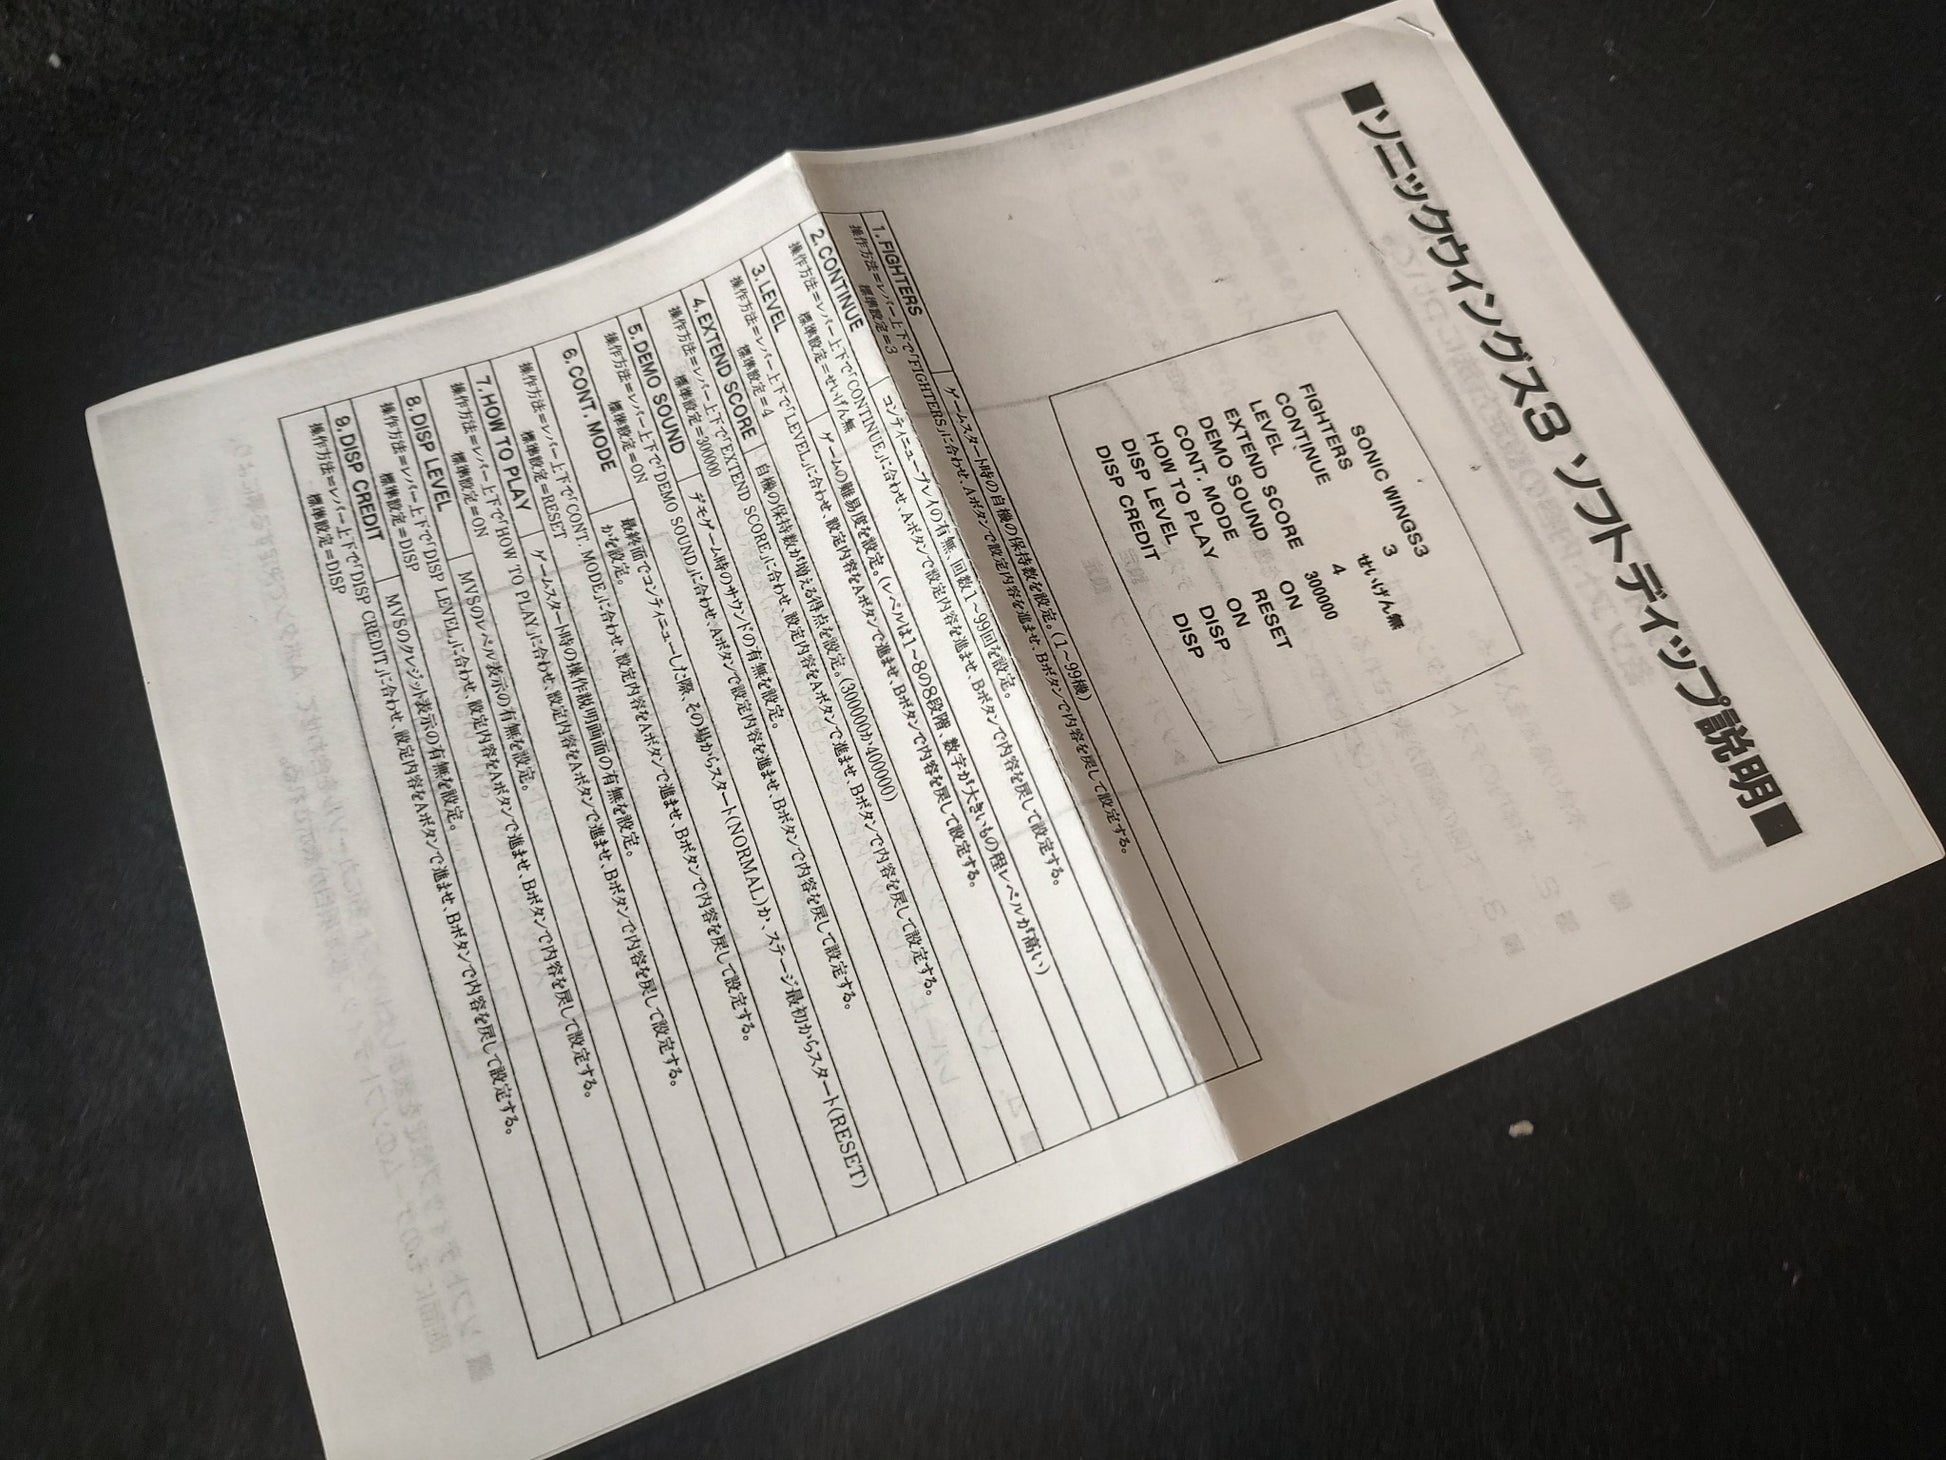 ■ソニックウイングス3 ソフトディップ説明■
SONIC WINGS3
FIGHTERS 3
CONTINUE せいげん無
LEVEL 4
EXTEND SCORE 300000
DEMO SOUND ON
CONT. MODE RESET
HOW TO PLAY ON
DISP LEVEL DISP
DISP CREDIT DISP
1. FIGHTERS ゲームスタート時の自機の保持数を設定。(1〜99機)
操作方法=レバー上下で「FIGHTERS」に合わせ、Aボタンで設定内容を進ませ、Bボタンで内容を戻して設定する。
標準設定=3
2. CONTINUE コンティニュープレイの有無、回数1〜99回を設定。
操作方法=レバー上下で「CONTINUE」に合わせ、Aボタンで設定内容を進ませ、Bボタンで内容を戻して設定する。
標準設定=せいげん無
3. LEVEL ゲームの難易度を設定。(レベルは1〜8の8段階、数字が大きいもの程レベルが高い)
操作方法=レバー上下で「LEVEL」に合わせ、設定内容をAボタンで進ませ、Bボタンで内容を戻して設定する。
標準設定=4
4. EXTEND SCORE 自機の保持数が増える得点を設定。(300000か400000)
操作方法=レバー上下で「EXTEND SCORE」に合わせ、設定内容をAボタンで進ませ、Bボタンで内容を戻して設定する。
標準設定=300000
5. DEMO SOUND デモゲーム時のサウンドの有無を設定。
操作方法=レバー上下で「DEMO SOUND」に合わせ、Aボタンで設定内容を進ませ、Bボタンで内容を戻して設定する。
標準設定=ON
6. CONT. MODE 最終面でコンティニューした際、その場からスタート(NORMAL)か、ステージ最初からスタート(RESET)
かを設定。
操作方法=レバー上下で「CONT. MODE」に合わせ、設定内容をAボタンで進ませ、Bボタンで内容を戻して設定する。
標準設定=RESET
7. HOW TO PLAY ゲームスタート時の操作説明画面の有無を設定。
操作方法=レバー上下で「HOW TO PLAY」に合わせ、設定内容をAボタンで進ませ、Bボタンで内容を戻して設定する。
標準設定=ON
8. DISP LEVEL MVSのレベル表示の有無を設定。
操作方法=レバー上下で「DISP LEVEL」に合わせ、設定内容をAボタンで進ませ、Bボタンで内容を戻して設定する。
標準設定=DISP
9. DISP CREDIT MVSのクレジット表示の有無を設定。
操作方法=レバー上下で「DISP CREDIT」に合わせ、設定内容をAボタンで進ませ、Bボタンで内容を戻して設定する。
標準設定=DISP